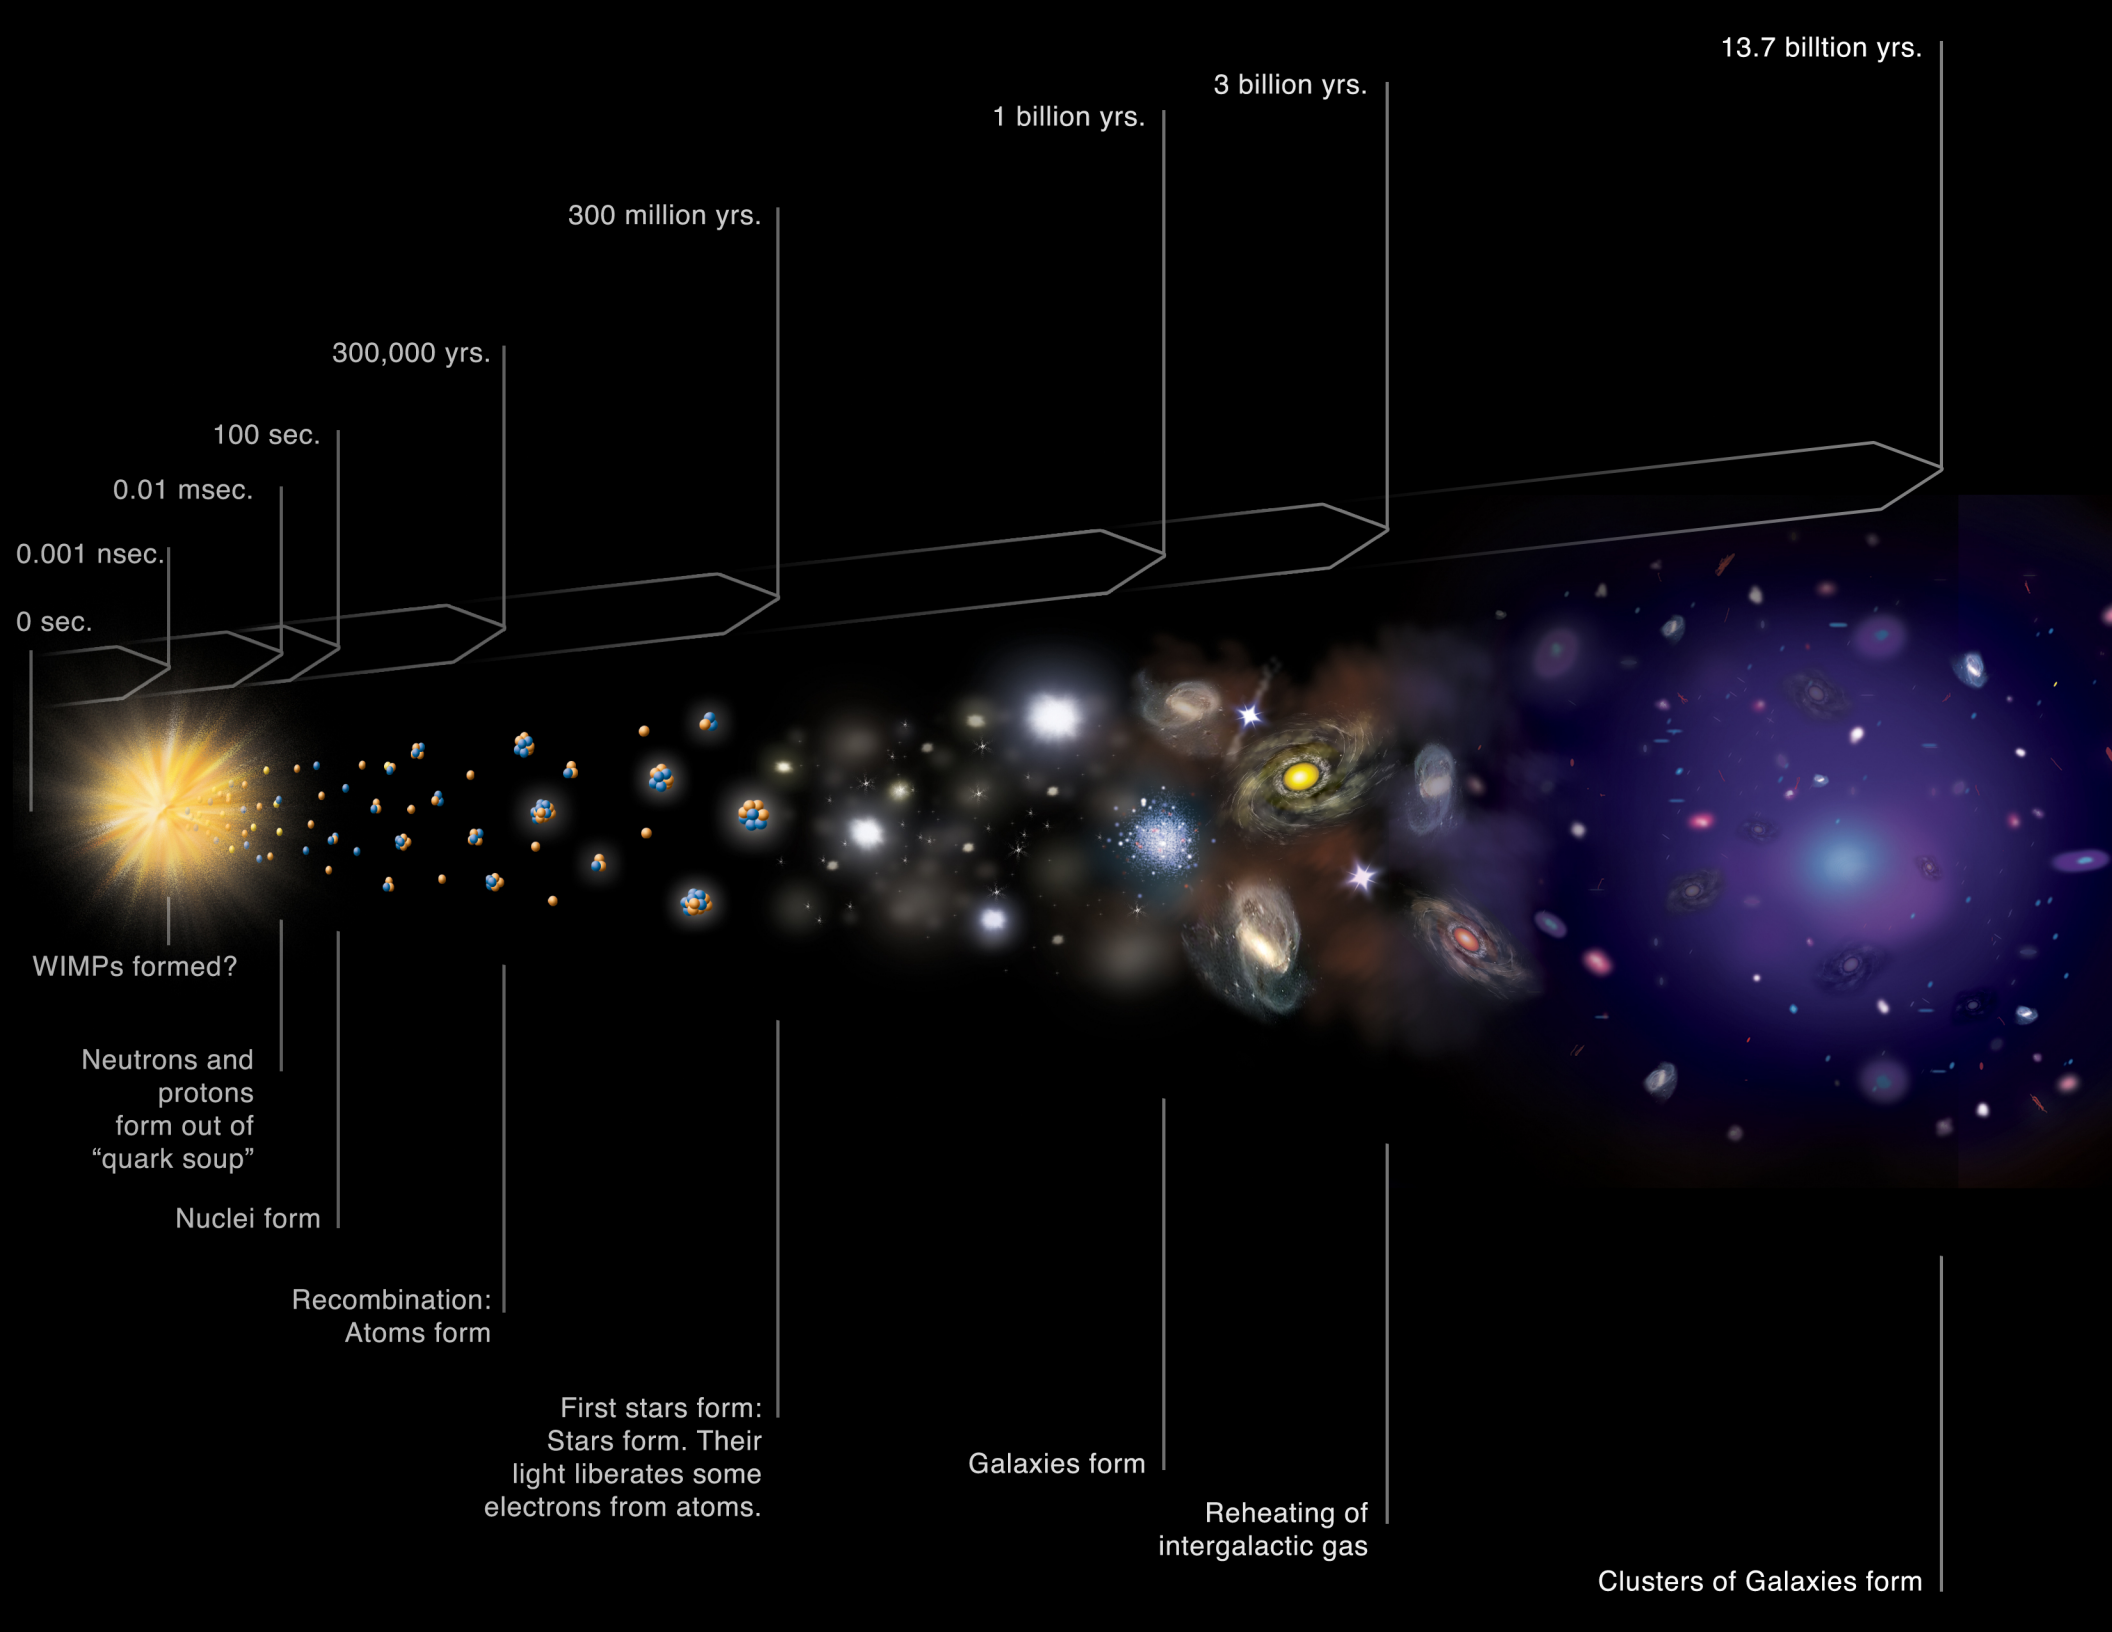 13.7 billtion yrs.
3 billion yrs.
1 billion yrs.
300 million yrs.
300,000 yrs.
100 sec.
0.01 msec.
0.001 nsec.
0 sec.
WIMPs formed?
Neutrons and
protons
form out of
“quark soup”
Nuclei form
Recombination:
Atoms form
First stars form:
Stars form. Their
light liberates some
electrons from atoms.
Galaxies form
Reheating of
intergalactic gas
Clusters of Galaxies form